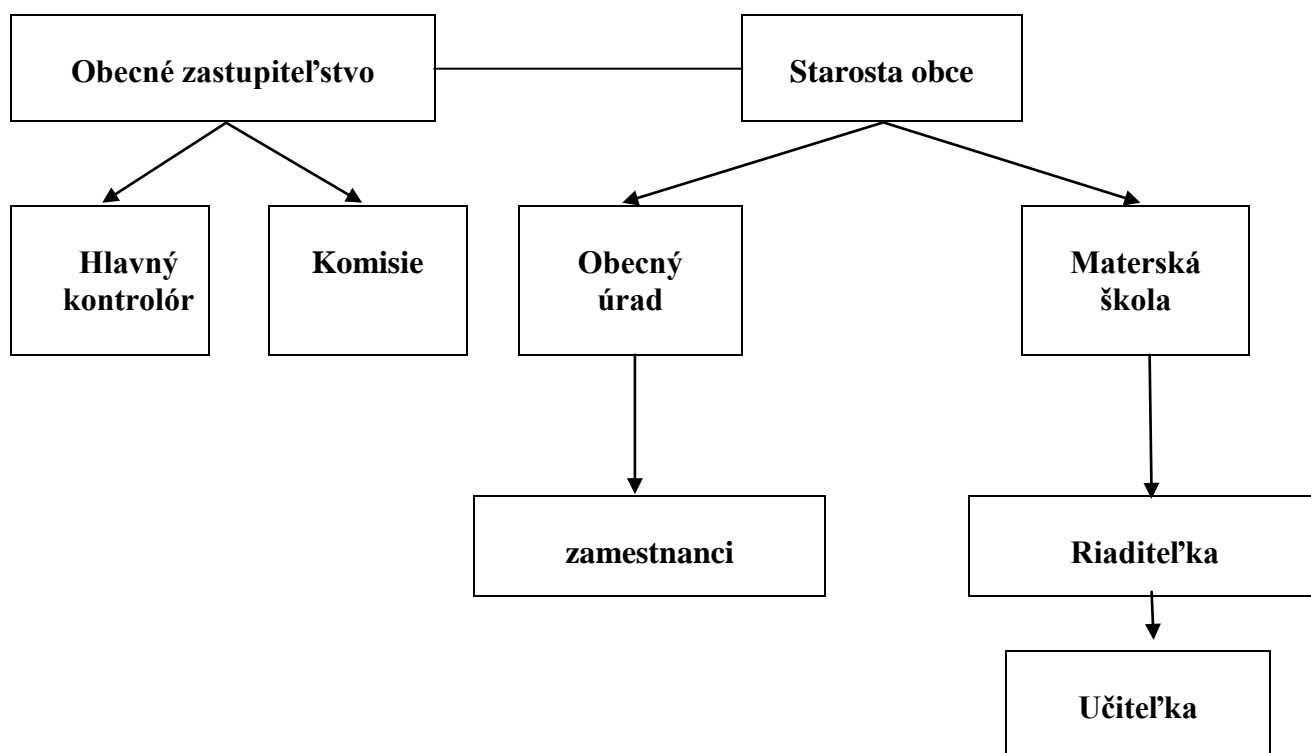 Obecné zastupiteľstvo
Starosta obce
Hlavný
kontrolór
Komisie
Obecný
úrad
Materská
škola
zamestnanci
Riaditeľka
Učiteľka